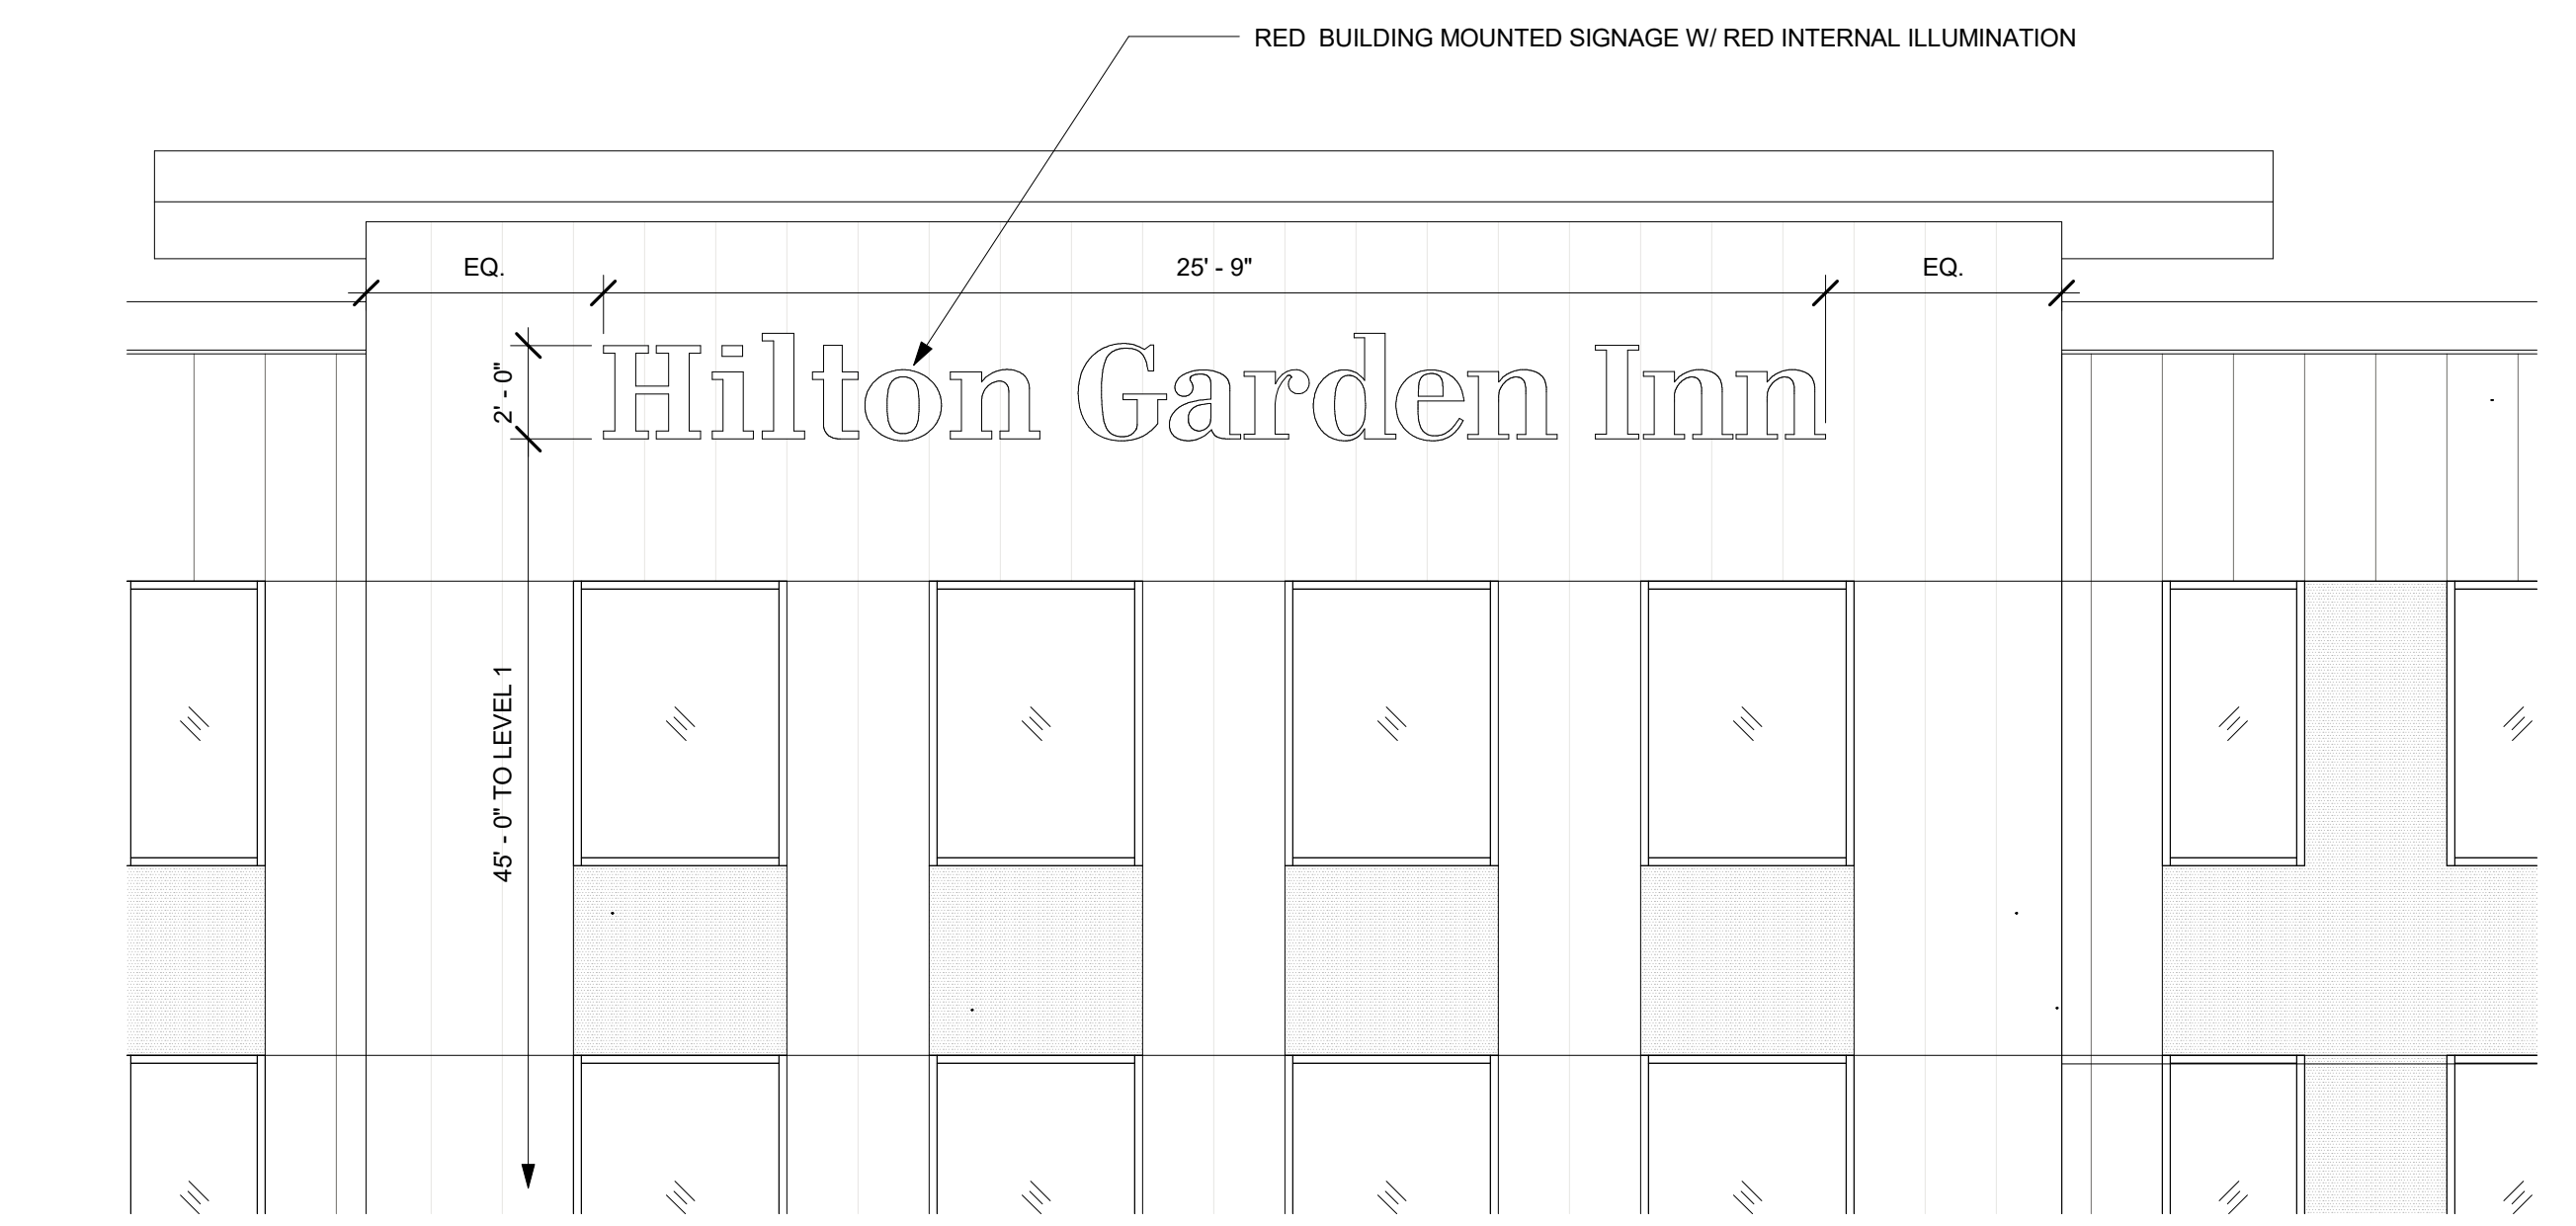 RED  BUILDING MOUNTED SIGNAGE W/ RED INTERNAL ILLUMINATION
EQ.
25' - 9"
EQ.
2' - 0"
Hilton Garden Inn
45' - 0" TO LEVEL 1